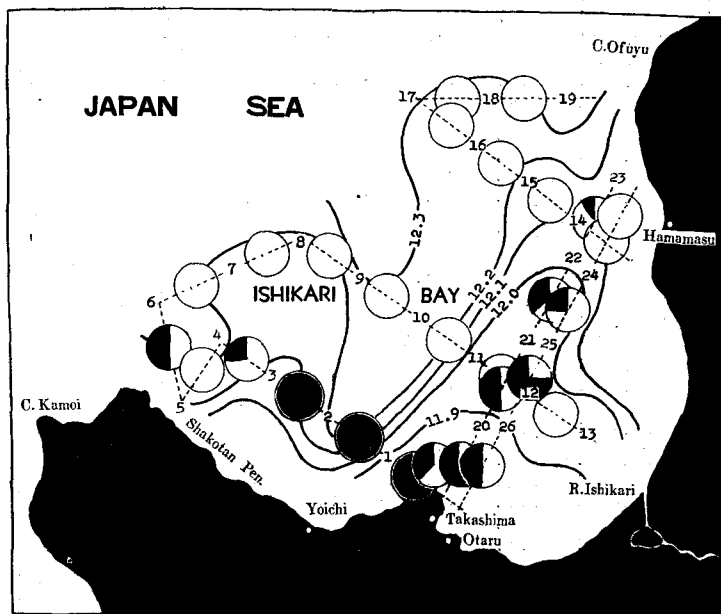 C.Ofuyu
JAPAN SEA
17 18 19
16
15
23
14
12.3
Hamamasu
8
7
9
22
24
6
ISHIKARI BAY
12.2
12.1
12.0
10
21
25
4
3
11
5
2
12
C. Kamoi
11.9
13
1
20
26
Shakotan Pen.
R.Ishikari
Yoichi
Takashima
Otaru